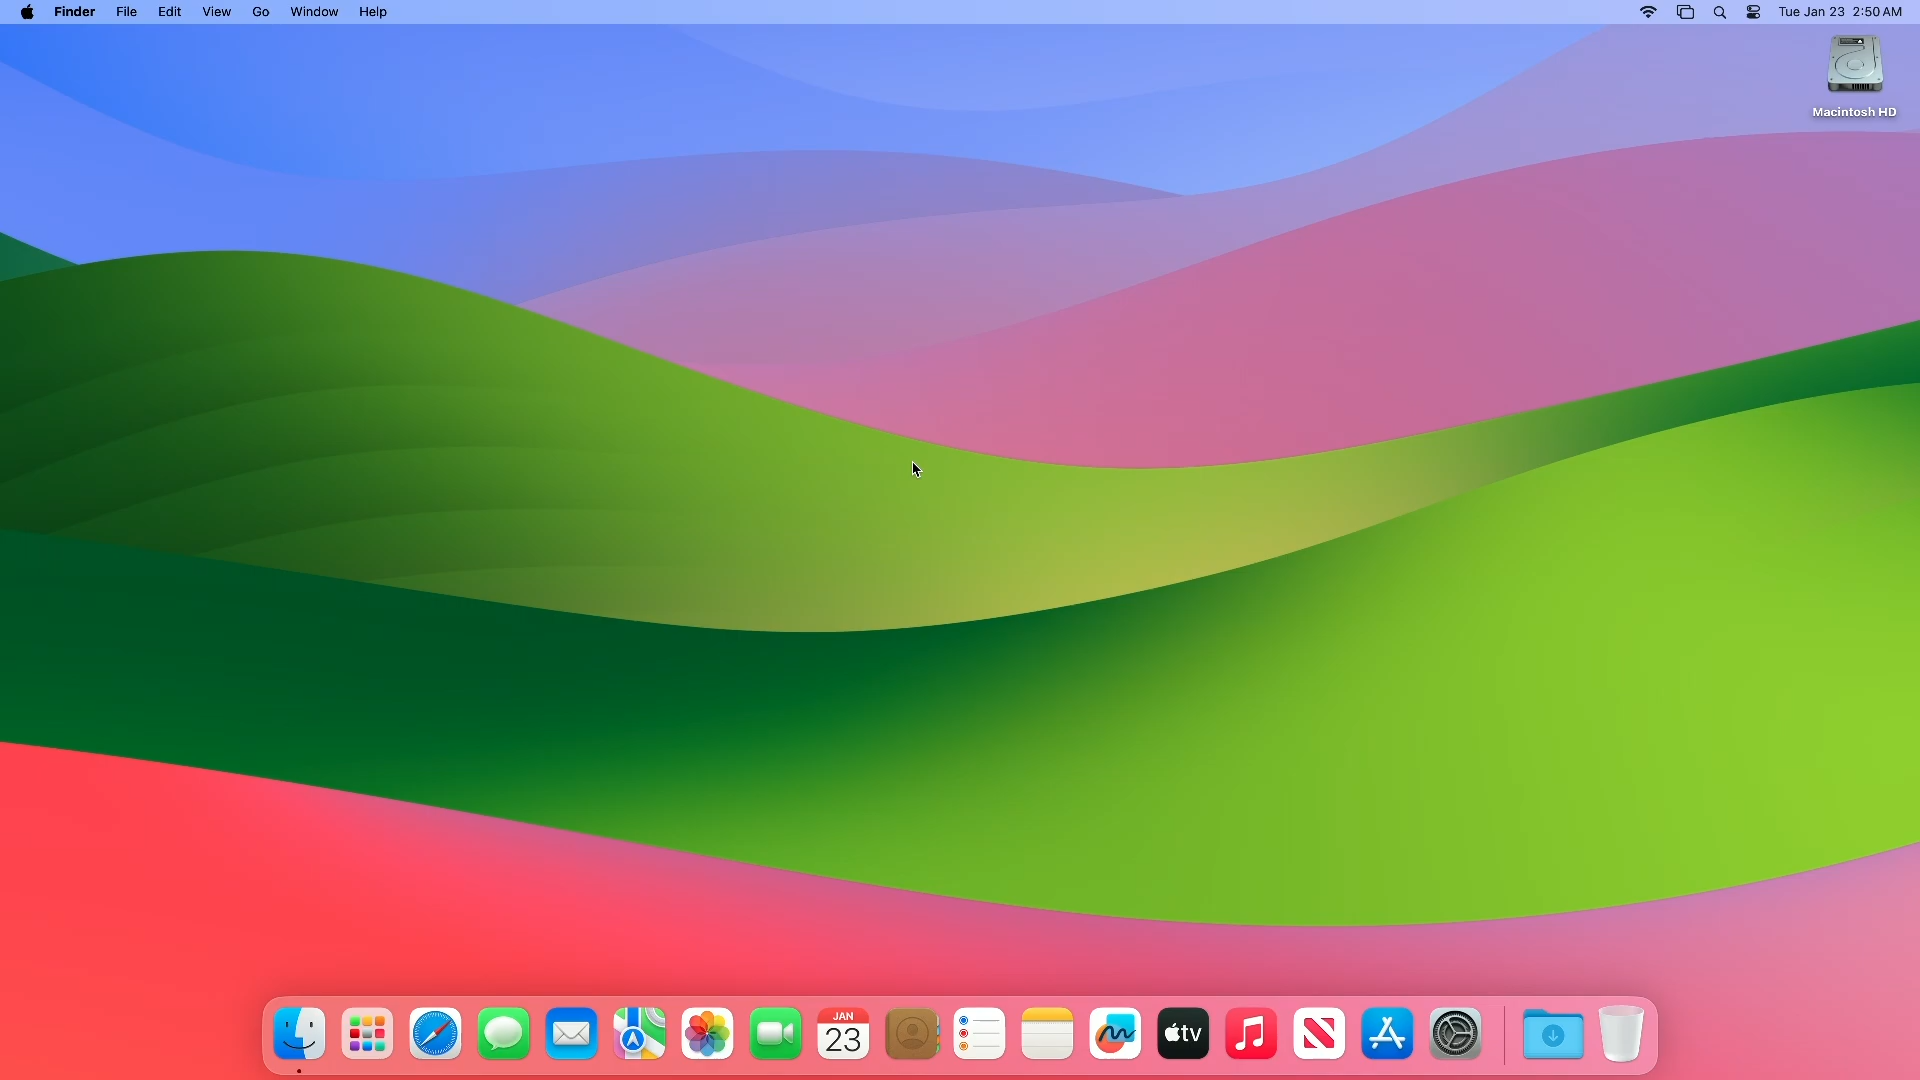 Finder File Edit View Go Window Help Tue Jan 23 2:50 AM
Macintosh HD
JAN
23
tv